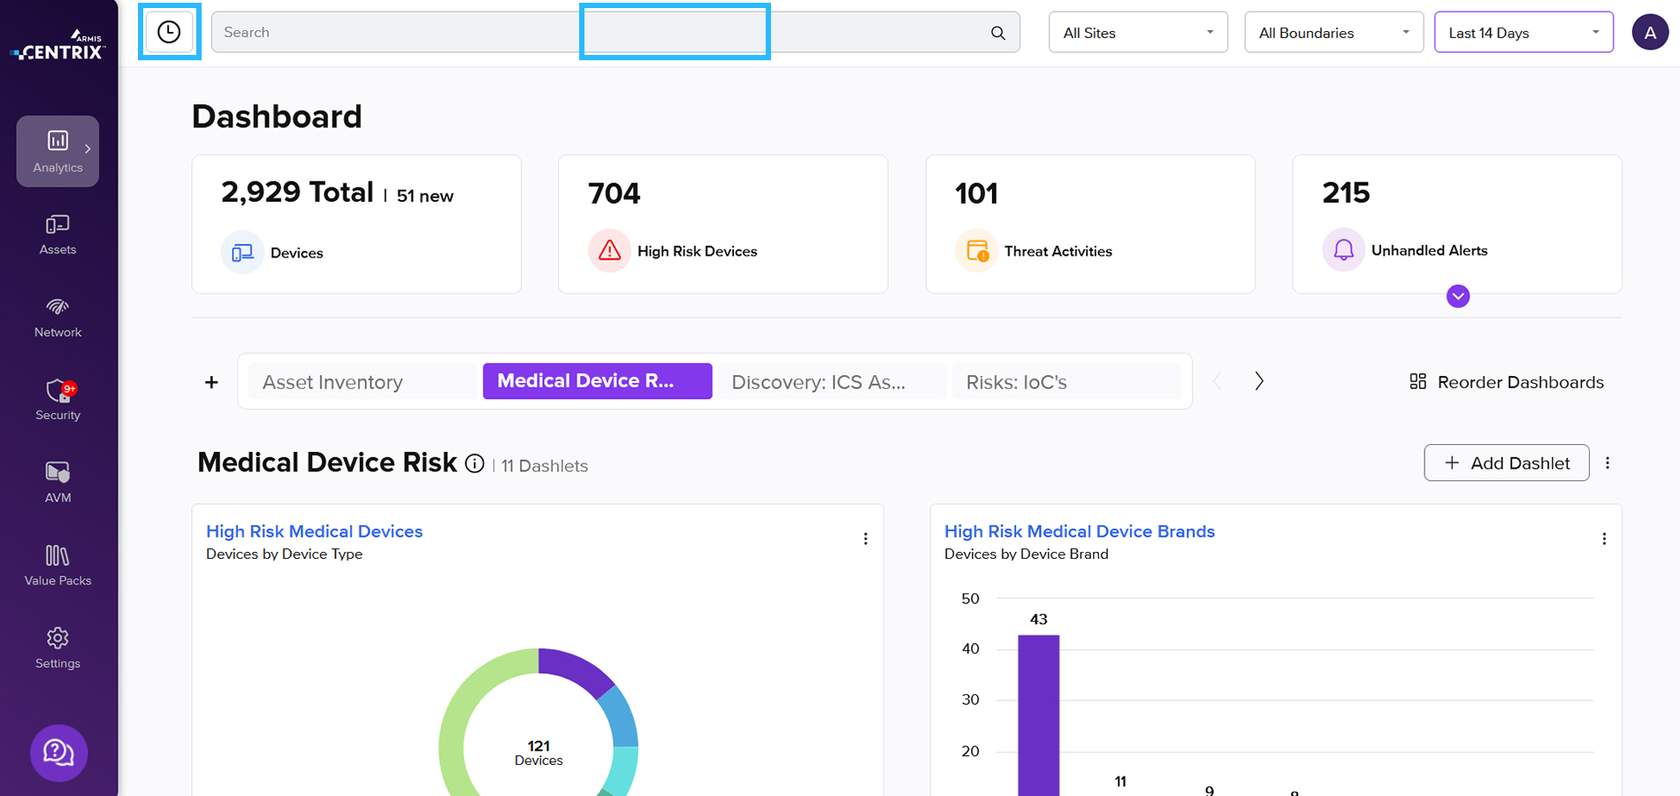 ARMIS
CENTRIX™
Search
All Sites
All Boundaries
Last 14 Days
A
Analytics
Assets
Network
9+
Security
AVM
Value Packs
Settings
Dashboard
2,929 Total | 51 new
Devices
704
High Risk Devices
101
Threat Activities
215
Unhandled Alerts
+
Asset Inventory
Medical Device R...
Discovery: ICS As...
Risks: IoC's
Reorder Dashboards
Medical Device Risk | 11 Dashlets
+ Add Dashlet
High Risk Medical Devices
Devices by Device Type
121
Devices
High Risk Medical Device Brands
Devices by Device Brand
50
43
40
30
20
11
9